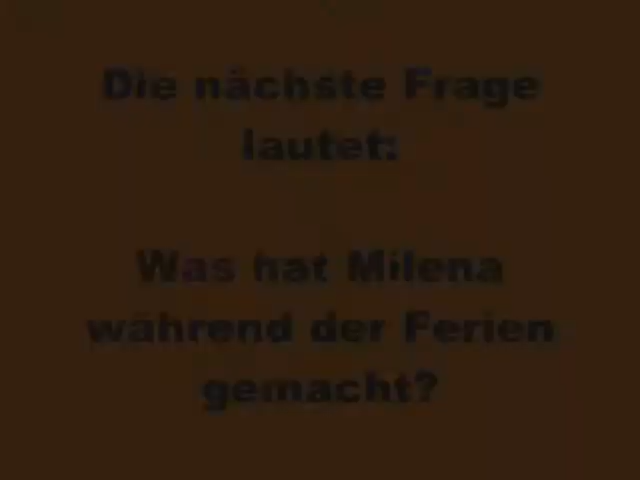 Die nächste Frage
lautet:
Was hat Milena
während der Ferien
gemacht?